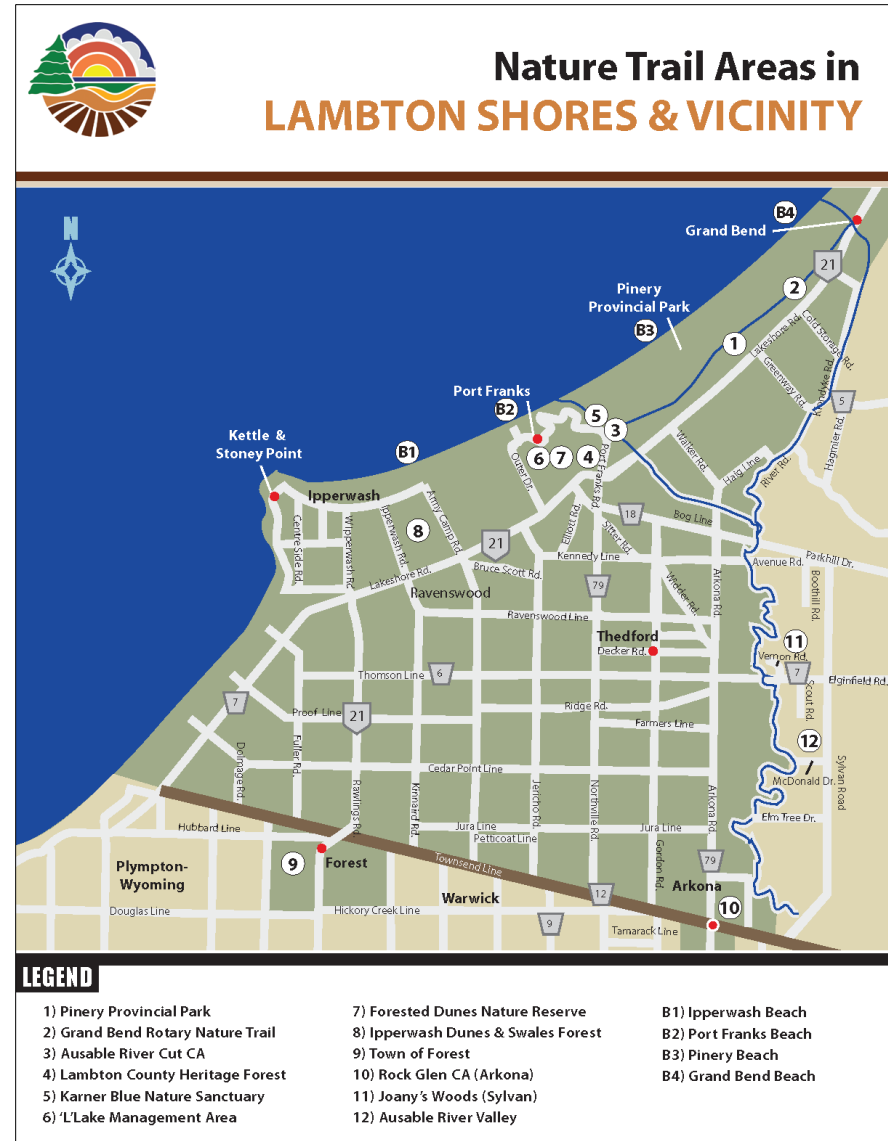 Nature Trail Areas in
LAMBTON SHORES & VICINITY
N
B4
Grand Bend
21
2
Pinery
Provincial Park
B3
1
Lakeshore Rd.
Cold Storage Rd.
Greenway Rd.
Klondyke Rd.
5
Hagmier Rd.
Port Franks
B2
5
3
6
7
4
Outer Dr.
Port Franks Rd.
Walker Rd.
Haig Line
River Rd.
Kettle &
Stoney Point
B1
Ipperwash
Centre Side Rd.
W Ipperwash Rd.
Ipperwash Rd.
Army Camp Rd.
8
21
Elliott Rd.
18
Sitter Rd.
Bog Line
Kennedy Line
Avenue Rd.
Parkhill Dr.
Lakeshore Rd.
Bruce Scott Rd.
79
Widder Rd.
Arkona Rd.
Boothill Rd.
Ravenswood
Ravenswood Line
Thedford
Decker Rd.
11
Vernon Rd.
7
Thomson Line
6
Elginfield Rd.
Scout Rd.
7
Proof Line
21
Ridge Rd.
Farmers Line
12
Dolmage Rd.
Fuller Rd.
Cedar Point Line
McDonald Dr.
Sylvan Road
Rawlings Rd.
Kinnard Rd.
Jericho Rd.
Northville Rd.
Arkona Rd.
Elm Tree Dr.
Hubbard Line
Jura Line
Petticoat Line
Jura Line
Gordon Rd.
9
Forest
Townsend Line
79
Plympton-
Wyoming
Warwick
12
Arkona
10
Douglas Line
Hickory Creek Line
9
Tamarack Line
LEGEND
1) Pinery Provincial Park
2) Grand Bend Rotary Nature Trail
3) Ausable River Cut CA
4) Lambton County Heritage Forest
5) Karner Blue Nature Sanctuary
6) 'L'Lake Management Area
7) Forested Dunes Nature Reserve
8) Ipperwash Dunes & Swales Forest
9) Town of Forest
10) Rock Glen CA (Arkona)
11) Joany's Woods (Sylvan)
12) Ausable River Valley
B1) Ipperwash Beach
B2) Port Franks Beach
B3) Pinery Beach
B4) Grand Bend Beach